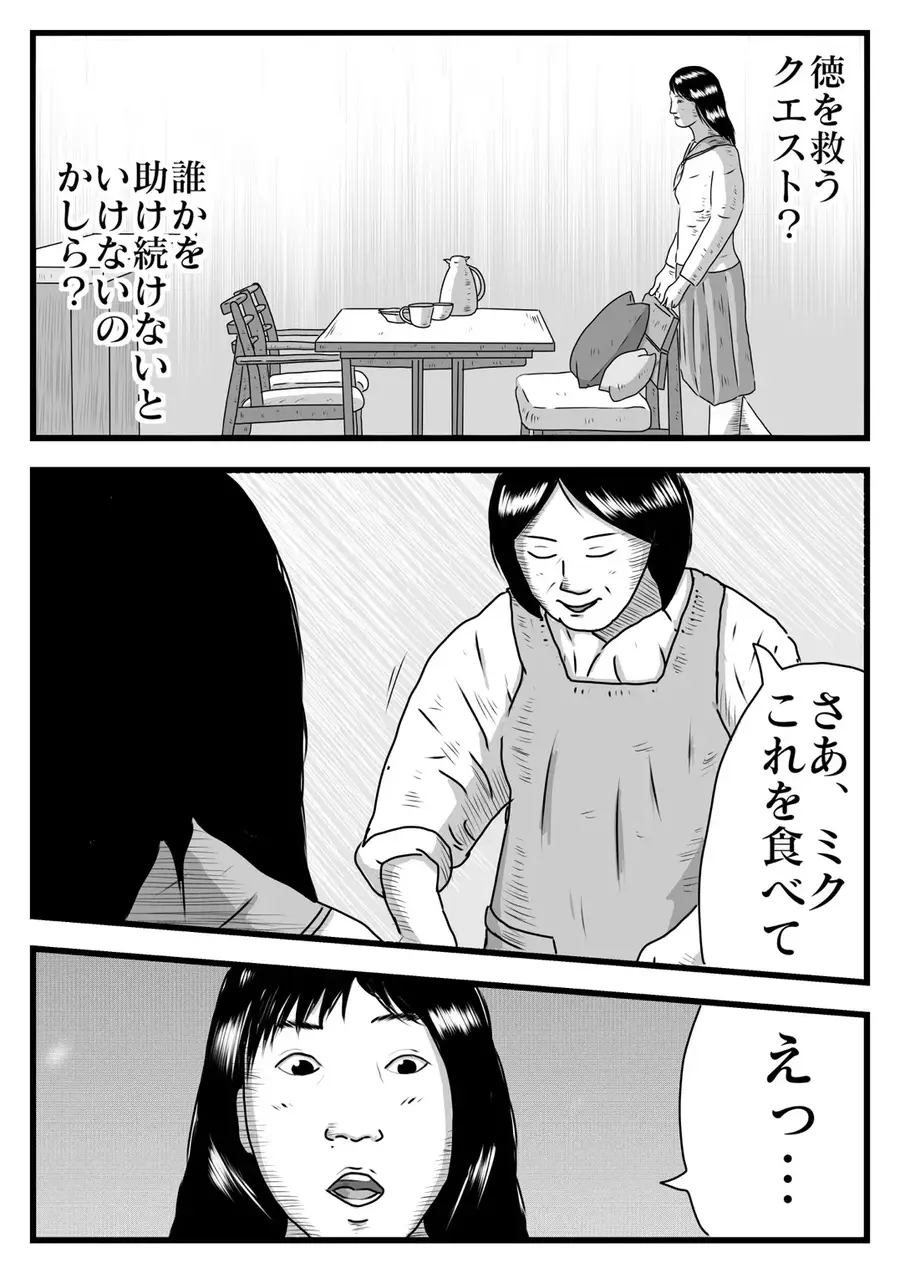 徳を救う
クエスト?
誰かを
助け続けないと
いけないの
かしら?
さあ、ミク
これを食べて
えっ…